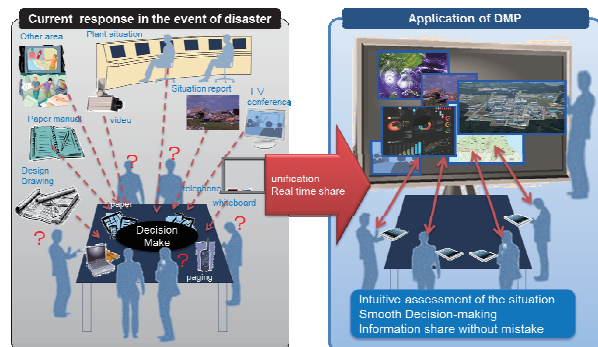 Current response in the event of disaster
Other area
Plant situation
Situation report
T V
conference
Paper manual
video
Design
Drawing
?
?
telephone
paper
whiteboard
Decision
Make
?
?
?
paging
unification
Real time share
Application of DMP
Intuitive assessment of the situation
Smooth Decision-making
Information share without mistake